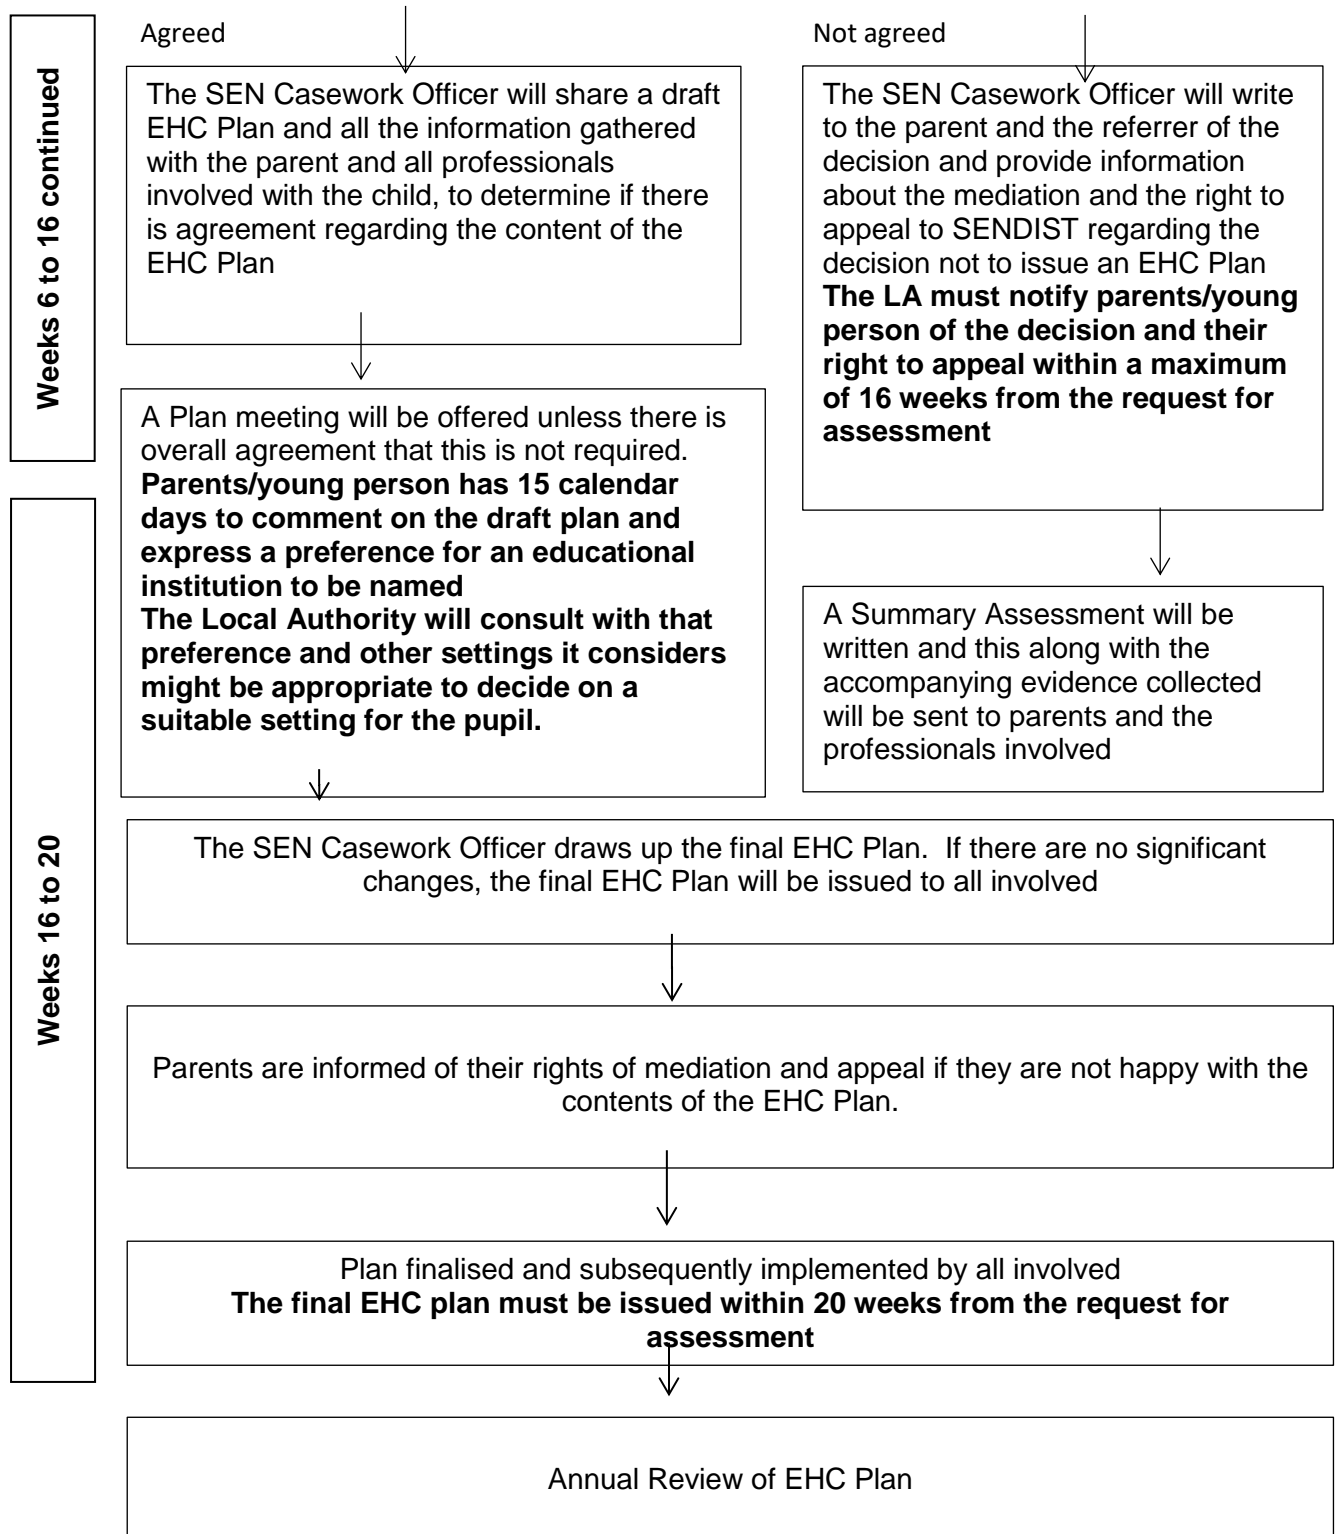 Weeks 6 to 16 continued
Agreed
The SEN Casework Officer will share a draft
EHC Plan and all the information gathered
with the parent and all professionals
involved with the child, to determine if there
is agreement regarding the content of the
EHC Plan
A Plan meeting will be offered unless there is
overall agreement that this is not required.
Parents/young person has 15 calendar
days to comment on the draft plan and
express a preference for an educational
institution to be named
The Local Authority will consult with that
preference and other settings it considers
might be appropriate to decide on a
suitable setting for the pupil.
Not agreed
The SEN Casework Officer will write
to the parent and the referrer of the
decision and provide information
about the mediation and the right to
appeal to SENDIST regarding the
decision not to issue an EHC Plan
The LA must notify parents/young
person of the decision and their
right to appeal within a maximum
of 16 weeks from the request for
assessment
A Summary Assessment will be
written and this along with the
accompanying evidence collected
will be sent to parents and the
professionals involved
Weeks 16 to 20
The SEN Casework Officer draws up the final EHC Plan.  If there are no significant
changes, the final EHC Plan will be issued to all involved
Parents are informed of their rights of mediation and appeal if they are not happy with the
contents of the EHC Plan.
Plan finalised and subsequently implemented by all involved
The final EHC plan must be issued within 20 weeks from the request for
assessment
Annual Review of EHC Plan